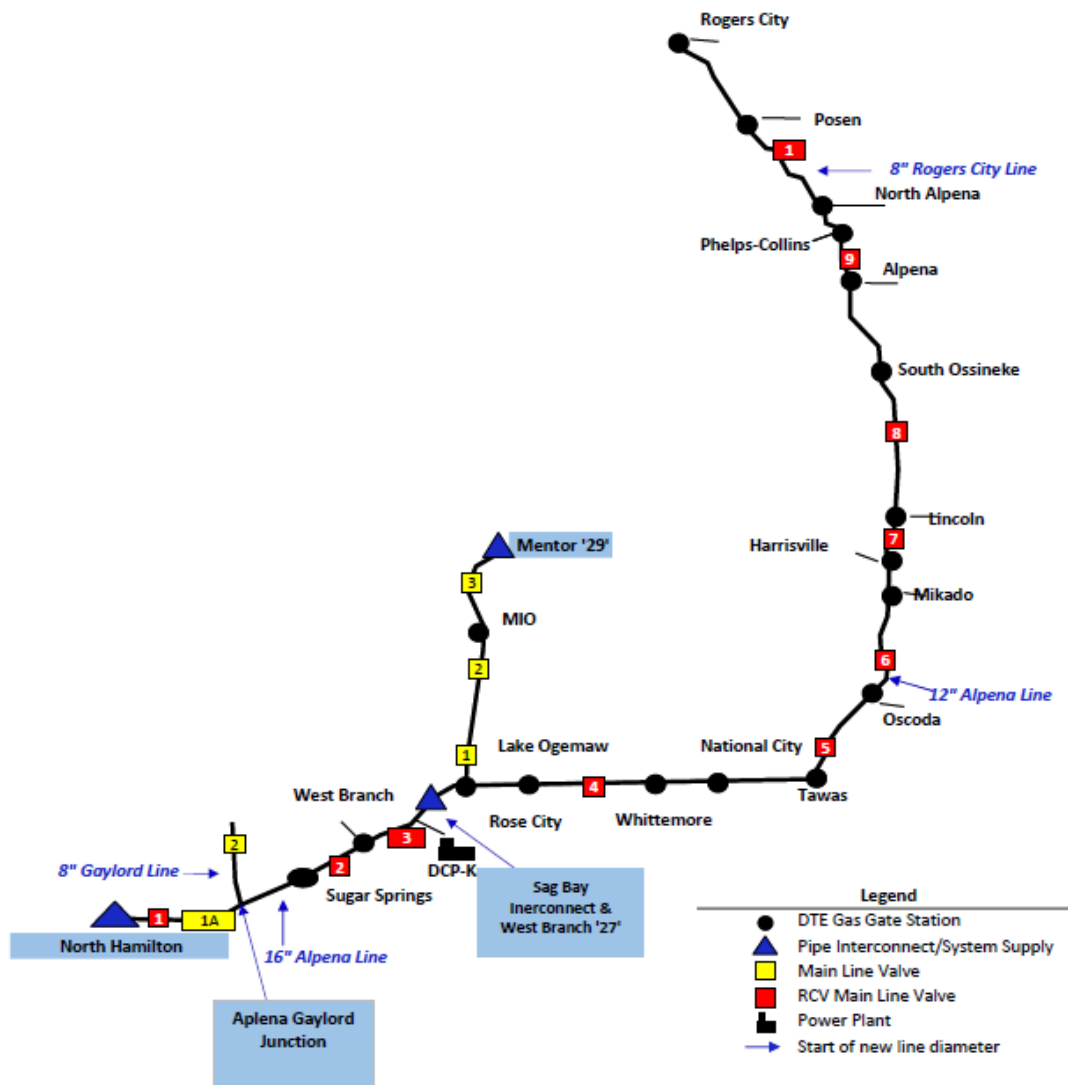 Rogers City
Posen
1
8" Rogers City Line
North Alpena
Phelps-Collins
9
Alpena
South Ossineke
8
Lincoln
7
Harrisville
Mentor '29'
3
Mikado
MIO
6
2
12" Alpena Line
Oscoda
Lake Ogemaw
National City
5
1
4
Tawas
West Branch
Rose City
Whittemore
3
2
DCP-K
8" Gaylord Line
2
Sugar Springs
Sag Bay
Inerconnect &
West Branch '27'
1
1A
North Hamilton
16" Alpena Line
Aplena Gaylord
Junction
Legend
DTE Gas Gate Station
Pipe Interconnect/System Supply
Main Line Valve
RCV Main Line Valve
Power Plant
Start of new line diameter